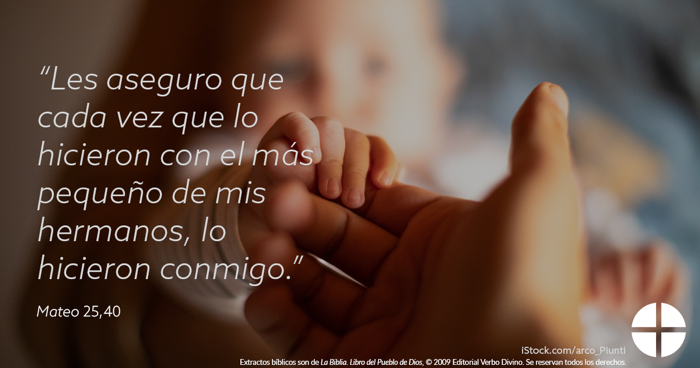 “Les aseguro que
cada vez que lo
hicieron con el más
pequeño de mis
hermanos, lo
hicieron conmigo.”
Mateo 25,40
iStock.com/arco_Piunti
Extractos bíblicos son de La Biblia. Libro del Pueblo de Dios, © 2009 Editorial Verbo Divino. Se reservan todos los derechos.